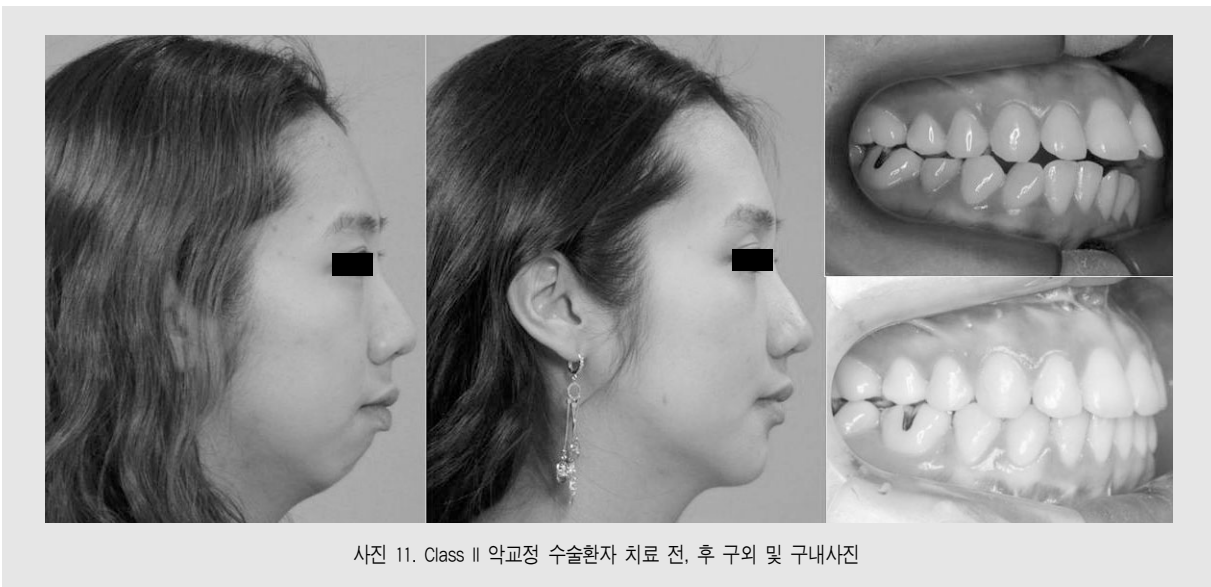 사진 11. Class Ⅱ 악교정 수술환자 치료 전, 후 구외 및 구내사진